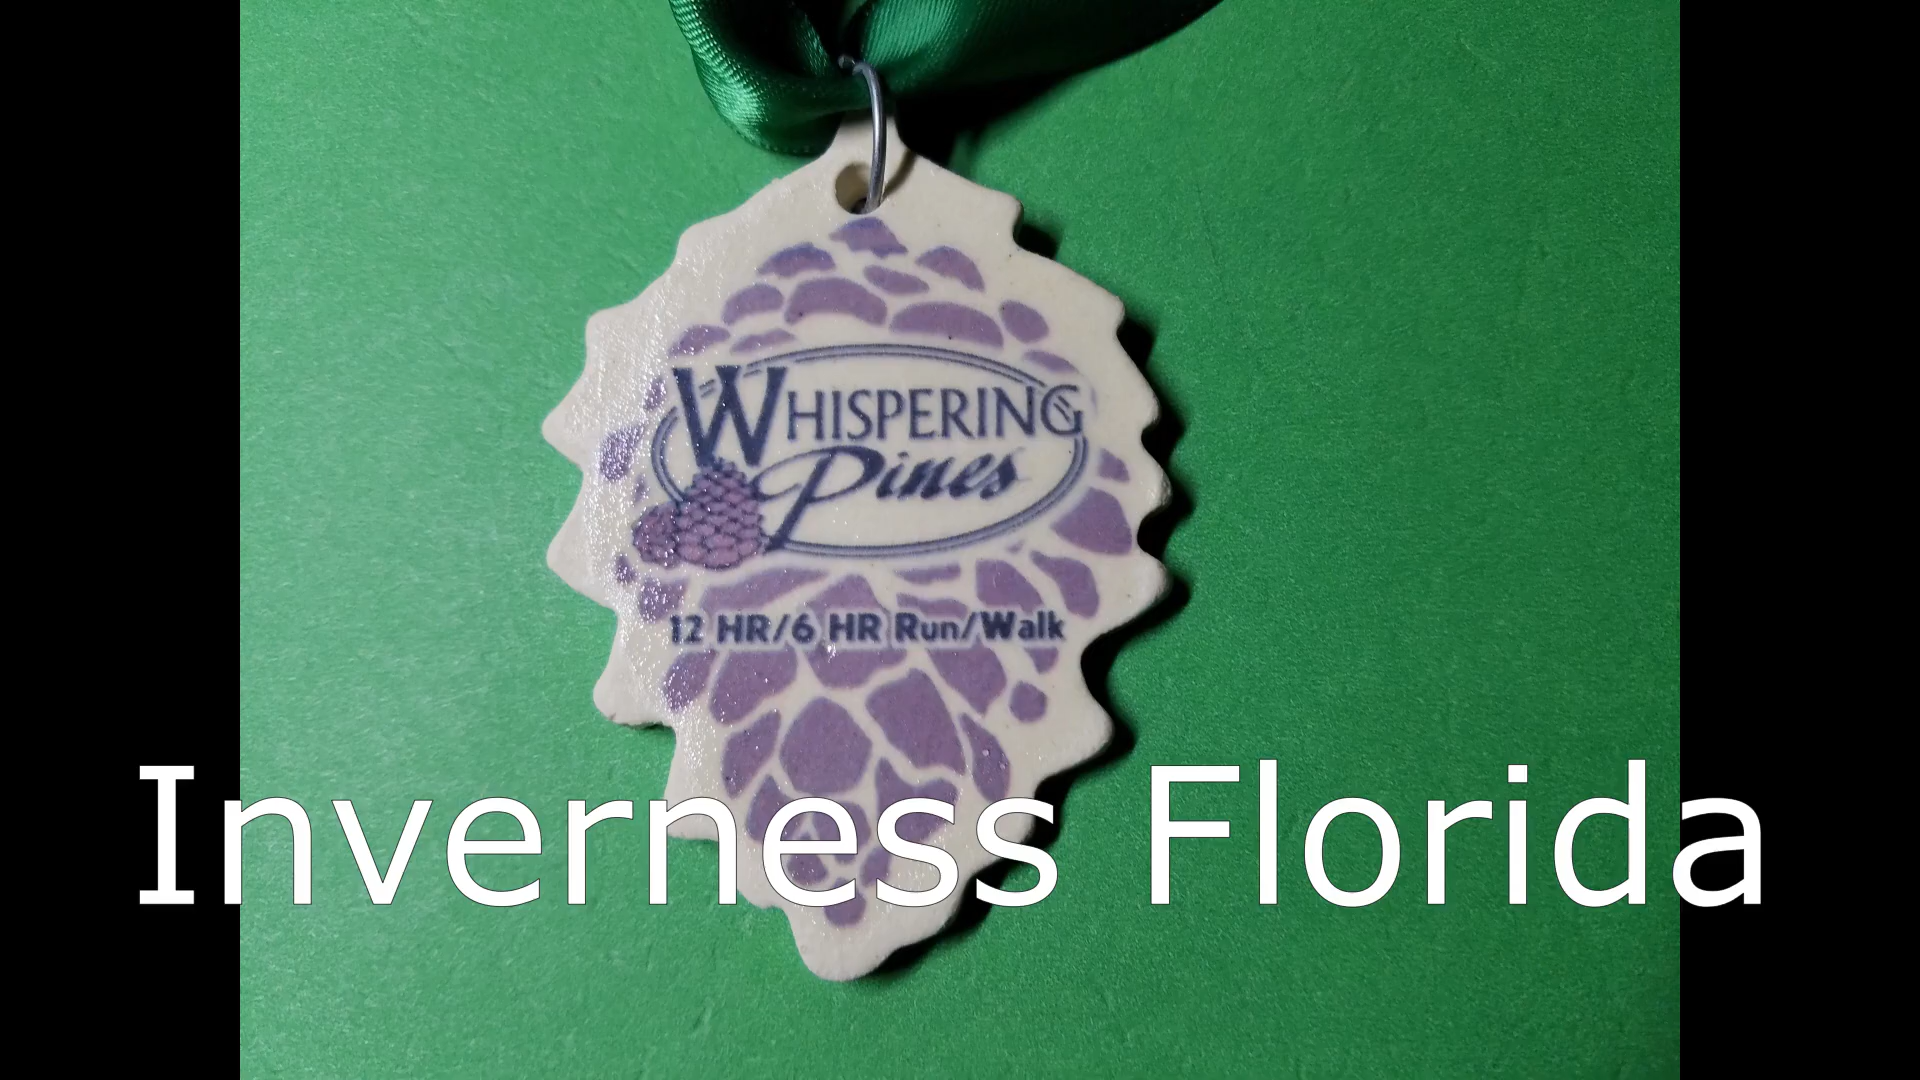 WHISPERING
Pines
12 HR/6 HR Run/Walk
Inverness Florida